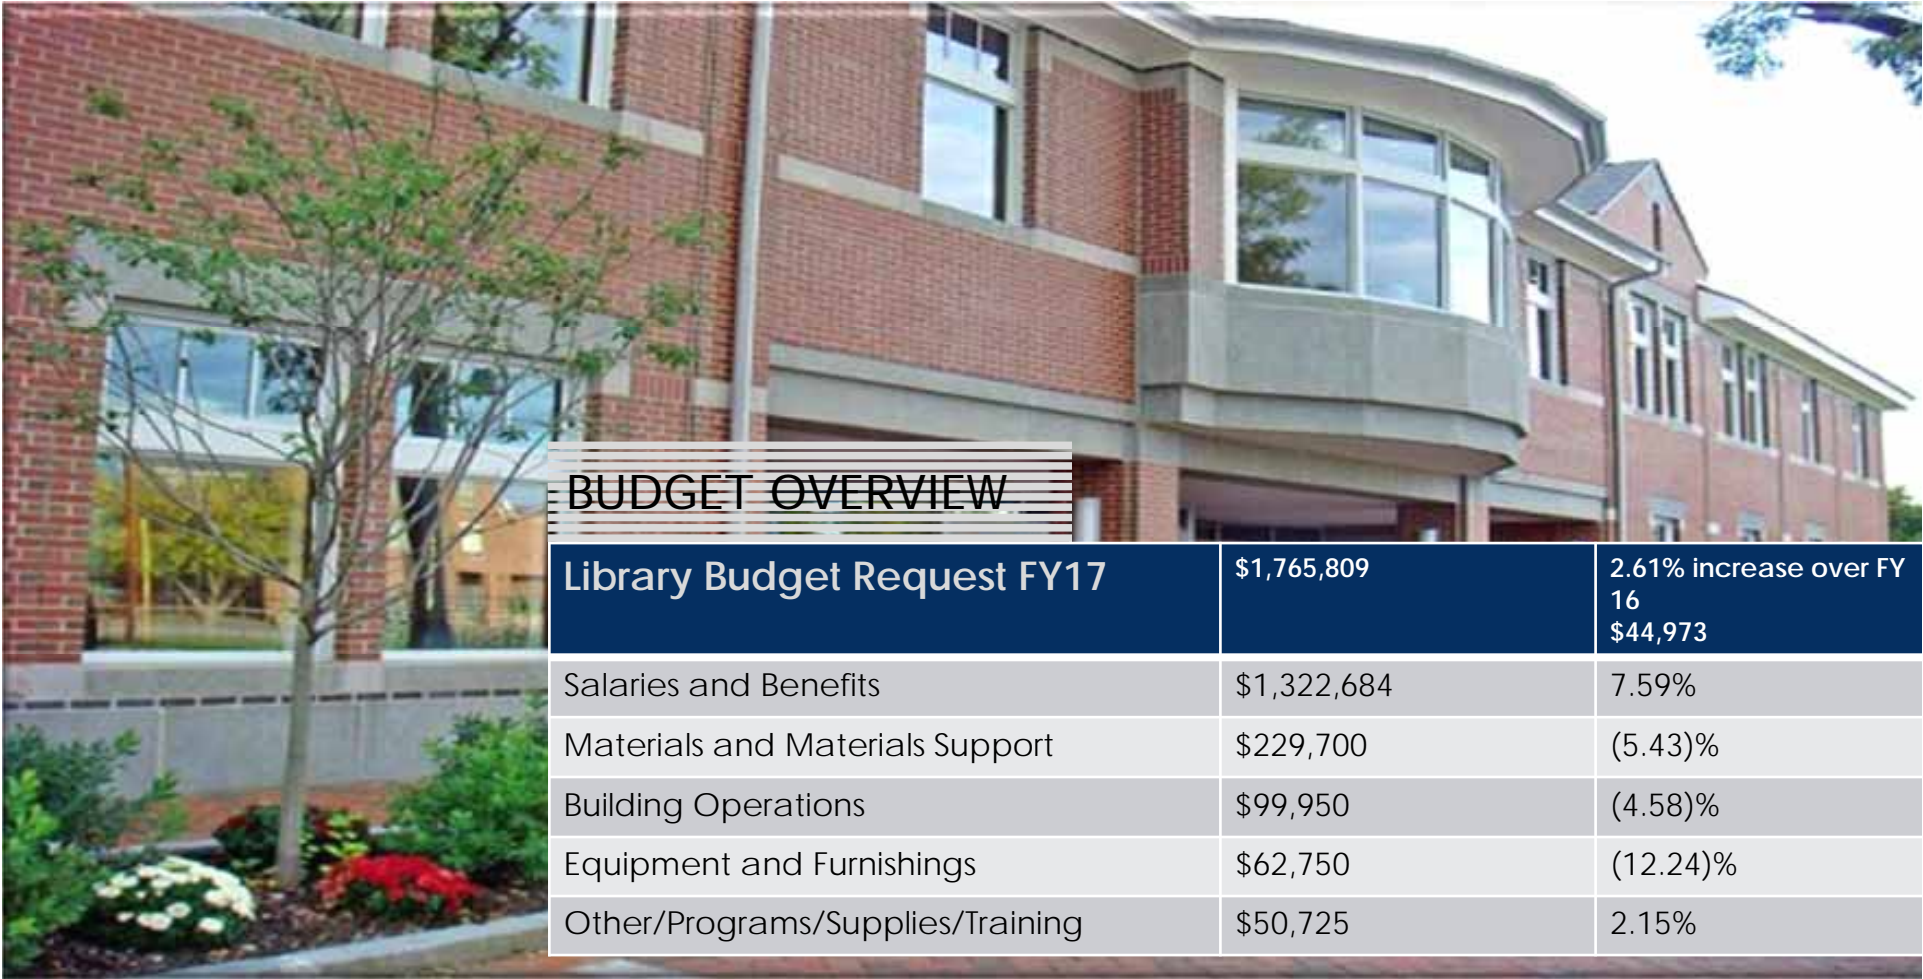 BUDGET OVERVIEW
Library Budget Request FY17 $1,765,809 2.61% increase over FY
16
$44,973
Salaries and Benefits $1,322,684 7.59%
Materials and Materials Support $229,700 (5.43)%
Building Operations $99,950 (4.58)%
Equipment and Furnishings $62,750 (12.24)%
Other/Programs/Supplies/Training $50,725 2.15%